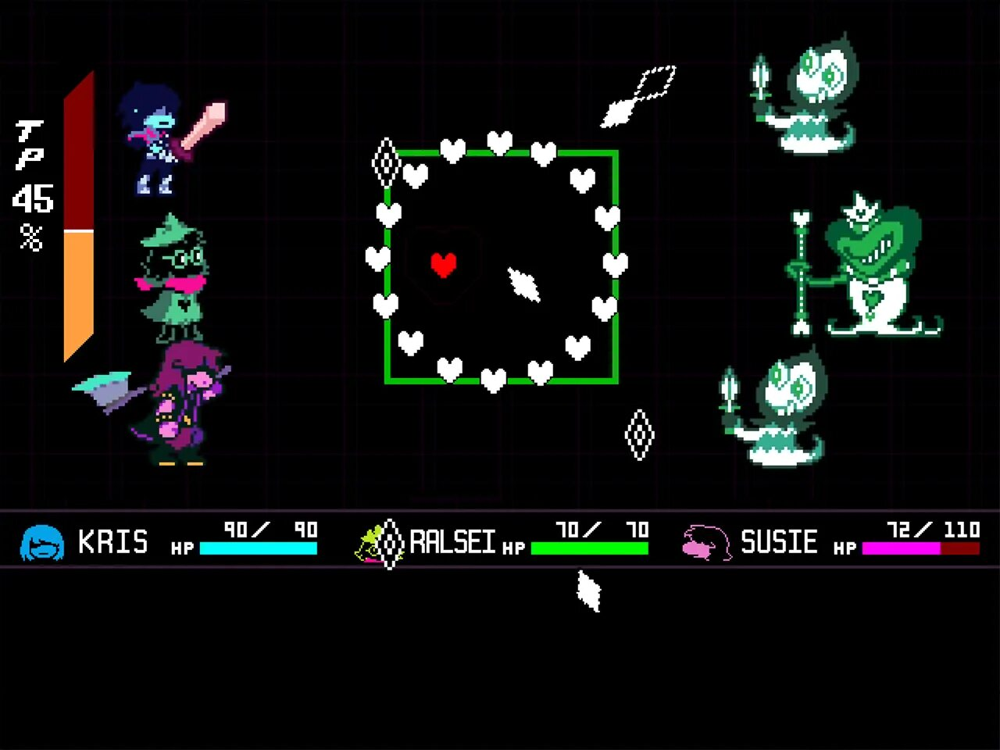 TP
45
%
KRIS HP 90/ 90
RALSEI HP 70/ 70
SUSIE HP 72/ 110